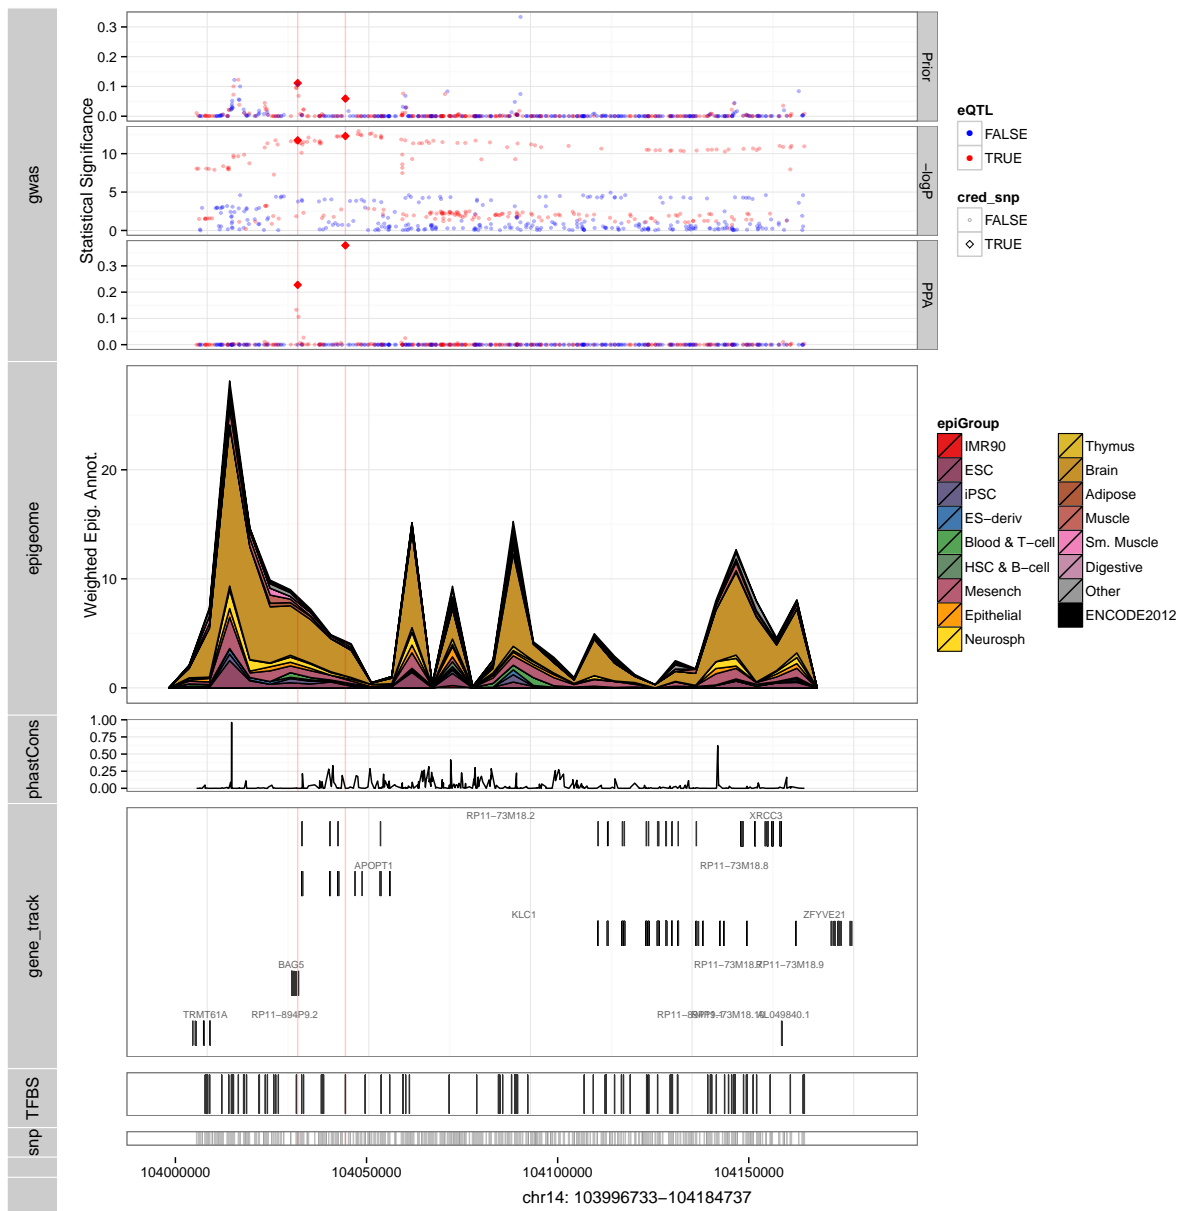 gwas
Statistical Significance
0.3
0.2
0.1
0.0
Prior
10
5
0
−logP
0.3
0.2
0.1
0.0
PPA
eQTL
FALSE
TRUE
cred_snp
FALSE
TRUE
epigeome
Weighted Epig. Annot.
20
10
0
epiGroup
IMR90
ESC
iPSC
ES−deriv
Blood & T−cell
HSC & B−cell
Mesench
Epithelial
Neurosph
Thymus
Brain
Adipose
Muscle
Sm. Muscle
Digestive
Other
ENCODE2012
phastCons
1.00
0.75
0.50
0.25
0.00
gene_track
RP11−73M18.2
XRCC3
APOPT1
RP11−73M18.8
KLC1
ZFYVE21
BAG5
RP11−73M18.7
RP11−73M18.9
TRMT61A
RP11−894P9.2
AL049840.1
TFBS
snp
104000000
104050000
104100000
104150000
chr14: 103996733−104184737